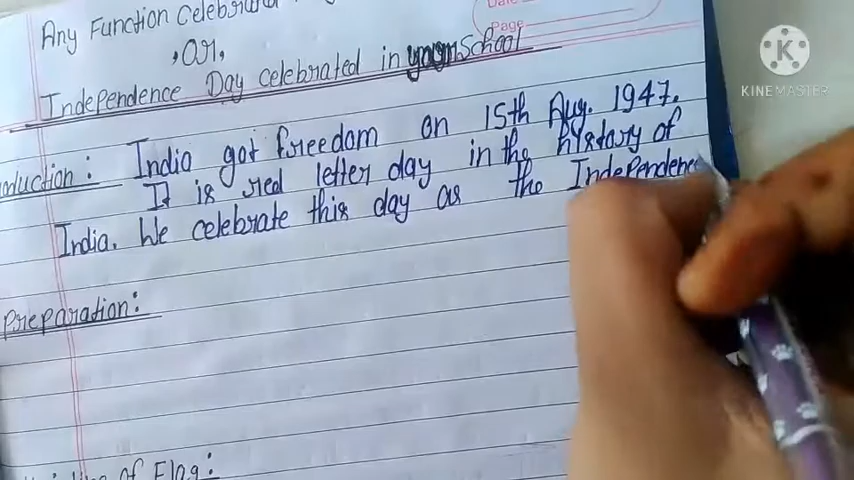 Any Function Celebrated
OR
Independence Day celebrated in your School
Date
Page
K
KINEMASTER
Introduction: India got freedom on 15th Aug. 1947.
It is red letter day in the history of
India. We celebrate this day as the Independence
Preparation:
of Flag: